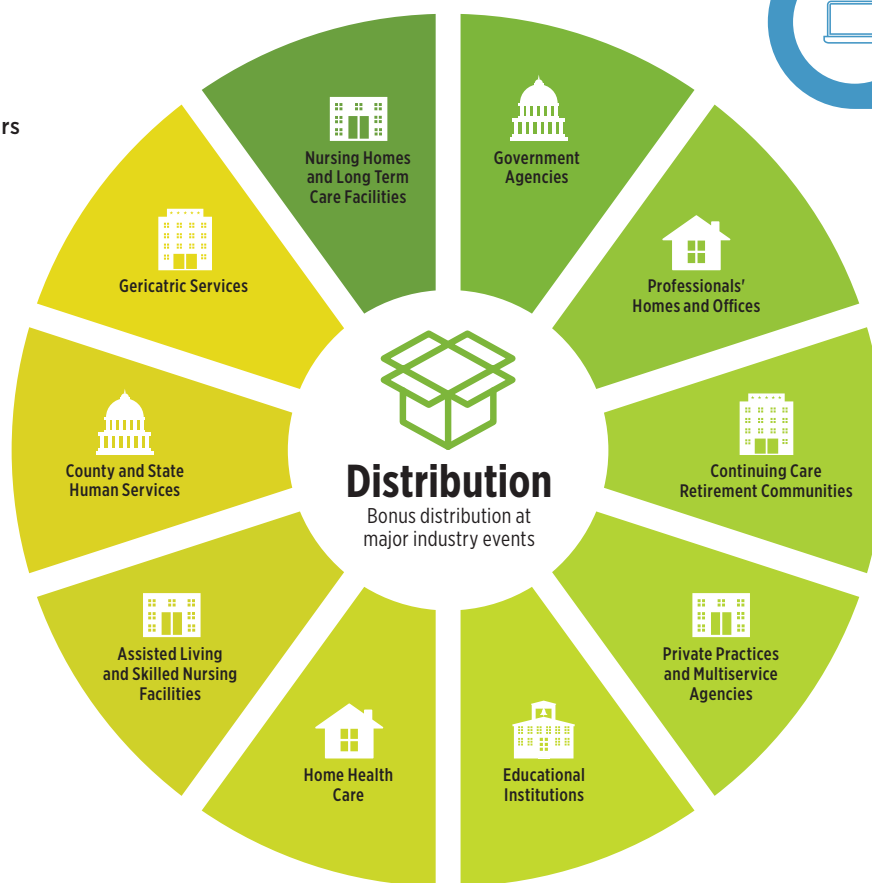 rs
Nursing Homes
and Long Term
Care Facilities
Government
Agencies
Professionals'
Homes and Offices
Continuing Care
Retirement Communities
Private Practices
and Multiservice
Agencies
Educational
Institutions
Home Health
Care
Assisted Living
and Skilled Nursing
Facilities
County and State
Human Services
Gericatric Services
Distribution
Bonus distribution at
major industry events